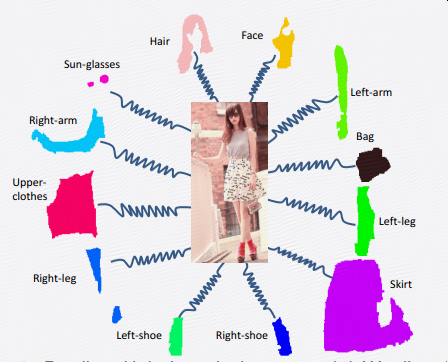 Hair
Face
Sun-glasses
Left-arm
Right-arm
Bag
Upper-
clothes
Left-leg
Right-leg
Skirt
Left-shoe
Right-shoe